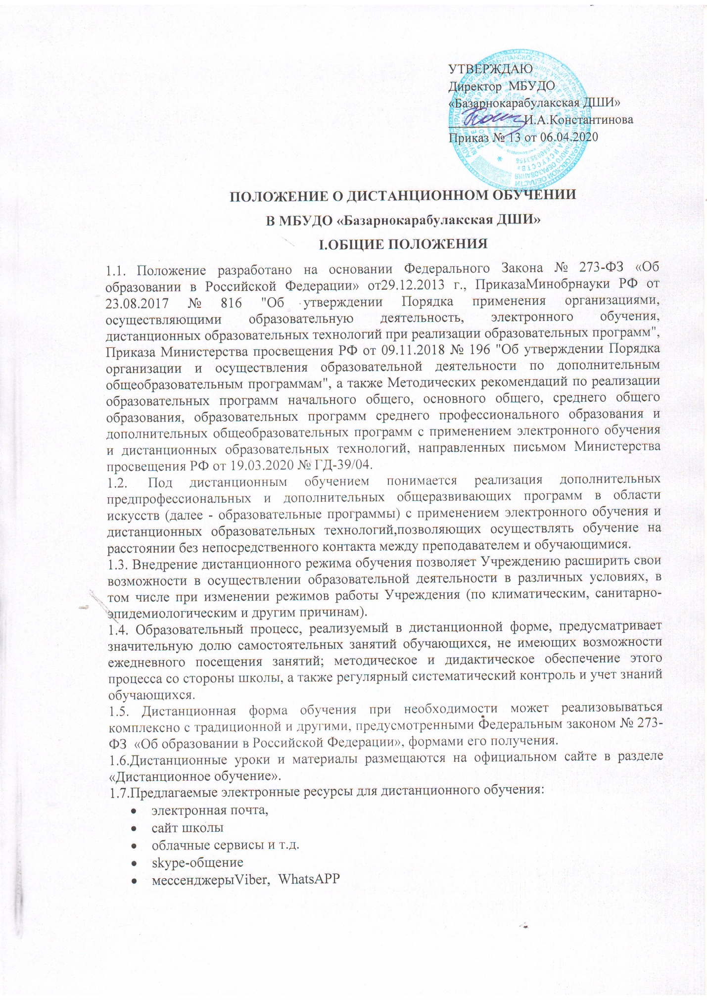 УТВЕРЖДАЮ
Директор МБУДО
«Базарнокарабулакская ДШИ»
___________И.А.Константинова
Приказ № 13 от 06.04.2020
ПОЛОЖЕНИЕ О ДИСТАНЦИОННОМ ОБУЧЕНИИ
В МБУДО «Базарнокарабулакская ДШИ»
I.ОБЩИЕ ПОЛОЖЕНИЯ
1.1. Положение разработано на основании Федерального Закона № 273-ФЗ «Об
образовании в Российской Федерации» от29.12.2013 г., ПриказаМинобрнауки РФ от
23.08.2017 № 816 "Об утверждении Порядка применения организациями,
осуществляющими образовательную деятельность, электронного обучения,
дистанционных образовательных технологий при реализации образовательных программ",
Приказа Министерства просвещения РФ от 09.11.2018 № 196 "Об утверждении Порядка
организации и осуществления образовательной деятельности по дополнительным
общеобразовательным программам", а также Методических рекомендаций по реализации
образовательных программ начального общего, основного общего, среднего общего
образования, образовательных программ среднего профессионального образования и
дополнительных общеобразовательных программ с применением электронного обучения
и дистанционных образовательных технологий, направленных письмом Министерства
просвещения РФ от 19.03.2020 № ГД-39/04.
1.2. Под дистанционным обучением понимается реализация дополнительных
предпрофессиональных и дополнительных общеразвивающих программ в области
искусств (далее - образовательные программы) с применением электронного обучения и
дистанционных образовательных технологий,позволяющих осуществлять обучение на
расстоянии без непосредственного контакта между преподавателем и обучающимися.
1.3. Внедрение дистанционного режима обучения позволяет Учреждению расширить свои
возможности в осуществлении образовательной деятельности в различных условиях, в
том числе при изменении режимов работы Учреждения (по климатическим, санитарно-
эпидемиологическим и другим причинам).
1.4. Образовательный процесс, реализуемый в дистанционной форме, предусматривает
значительную долю самостоятельных занятий обучающихся, не имеющих возможности
ежедневного посещения занятий; методическое и дидактическое обеспечение этого
процесса со стороны школы, а также регулярный систематический контроль и учет знаний
обучающихся.
1.5. Дистанционная форма обучения при необходимости может реализовываться
комплексно с традиционной и другими, предусмотренными Федеральным законом № 273-
ФЗ «Об образовании в Российской Федерации», формами его получения.
1.6.Дистанционные уроки и материалы размещаются на официальном сайте в разделе
«Дистанционное обучение».
1.7.Предлагаемые электронные ресурсы для дистанционного обучения:
• электронная почта,
• сайт школы
• облачные сервисы и т.д.
• skype-общение
• мессенджерыViber, WhatsAPP